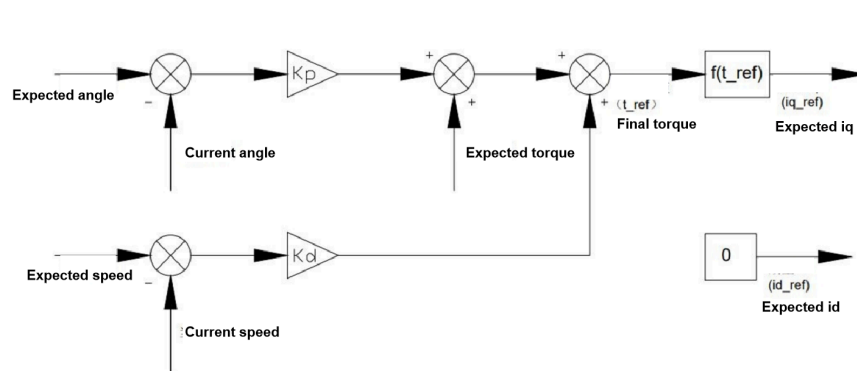 Kp
f(t_ref)
Expected angle
(t_ref)
(iq_ref)
Final torque
Expected iq
Current angle
Expected torque
Kd
0
Expected speed
(id_ref)
Expected id
Current speed